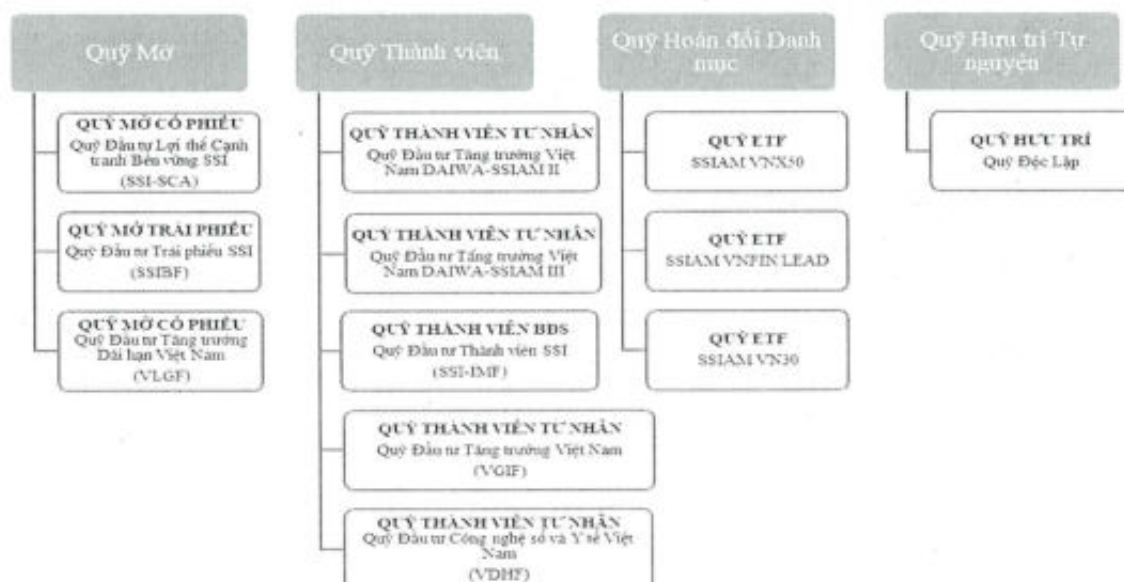 Quỹ Mở
QUỸ MỞ CỔ PHIẾU
Quỹ Đầu tư Lợi thế Cạnh
tranh Bền vững SSI
(SSI-SCA)
QUỸ MỞ TRÁI PHIẾU
Quỹ Đầu tư Trái phiếu SSI
(SSIBF)
QUỸ MỞ CỔ PHIẾU
Quỹ Đầu tư Tăng trưởng
Dài hạn Việt Nam
(VLGF)
Quỹ Thành viên
QUỸ THÀNH VIÊN TƯ NHÂN
Quỹ Đầu tư Tăng trưởng Việt
Nam DAIWA-SSIAM II
QUỸ THÀNH VIÊN TƯ NHÂN
Quỹ Đầu tư Tăng trưởng Việt
Nam DAIWA-SSIAM III
QUỸ THÀNH VIÊN BĐS
Quỹ Đầu tư Thành viên SSI
(SSI-IMF)
QUỸ THÀNH VIÊN TƯ NHÂN
Quỹ Đầu tư Tăng trưởng Việt Nam
(VGIF)
QUỸ THÀNH VIÊN TƯ NHÂN
Quỹ Đầu tư Công nghệ số và Y tế Việt
Nam
(VDHF)
Quỹ Hoán đổi Danh
mục
QUỸ ETF
SSIAM VNX50
QUỸ ETF
SSIAM VNFIN LEAD
QUỸ ETF
SSIAM VN30
Quỹ Hưu trí Tự
nguyện
QUỸ HƯU TRÍ
Quỹ Độc Lập